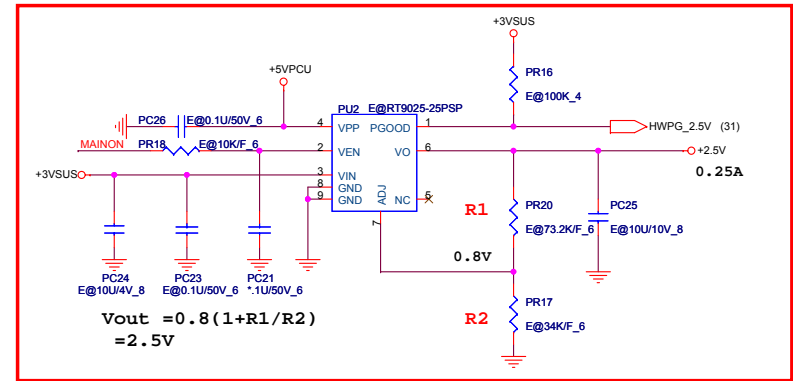 +3VSUS
+5VPCU
PR16
E@100K_4
PU2 E@RT9025-25PSP
PC26 E@0.1U/50V_6
4 VPP PGOOD 1
HWPG_2.5V (31)
MAINON PR18 E@10K/F_6
2 VEN VO 6
+2.5V
0.25A
+3VSUS
3 VIN
8 GND
9 GND
ADJ
NC 5
7
R1
PR20
E@73.2K/F_6
PC25
E@10U/10V_8
0.8V
PC24
E@10U/4V_8
PC23
E@0.1U/50V_6
PC21
*.1U/50V_6
R2
PR17
E@34K/F_6
Vout =0.8(1+R1/R2)
=2.5V